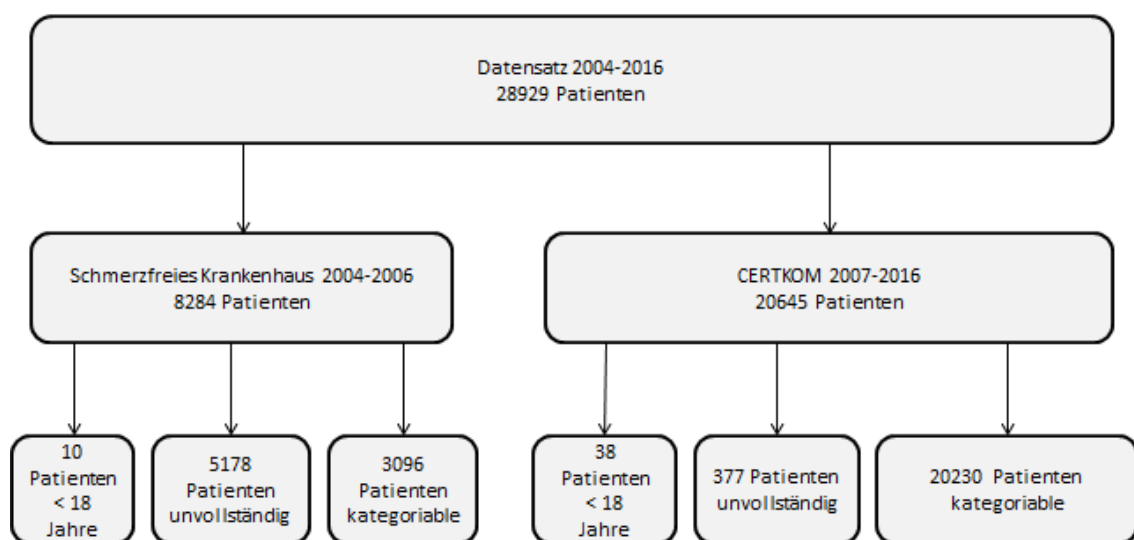 Datensatz 2004-2016
28929 Patienten
Schmerzfreies Krankenhaus 2004-2006
8284 Patienten
CERTKOM 2007-2016
20645 Patienten
10
Patienten
< 18
Jahre
5178
Patienten
unvollständig
3096
Patienten
kategoriable
38
Patienten
< 18
Jahre
377 Patienten
unvollständig
20230 Patienten
kategoriable